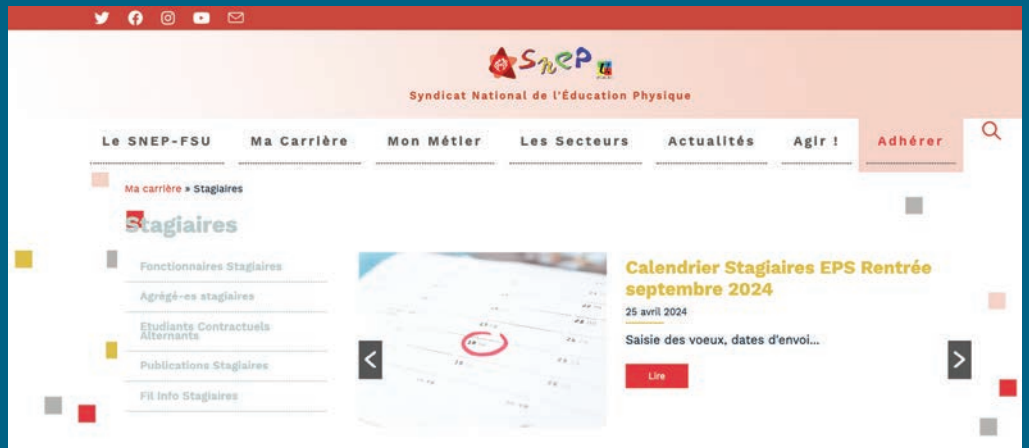 SNEP
Syndicat National de l'Éducation Physique
Le SNEP-FSU Ma Carrière Mon Métier Les Secteurs Actualités Agir ! Adhérer
Ma carrière » Stagiaires
Stagiaires
Fonctionnaires Stagiaires
Agrégé-es stagiaires
Etudiants Contractuels
Alternants
Publications Stagiaires
Fil Info Stagiaires
Calendrier Stagiaires EPS Rentrée
septembre 2024
25 avril 2024
Saisie des voeux, dates d'envoi...
Lire